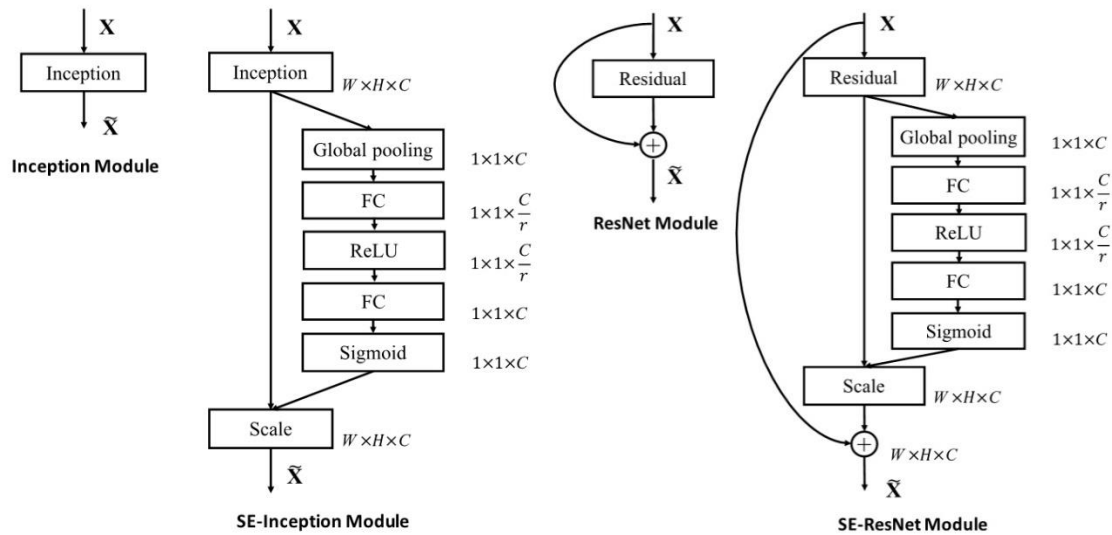 X
Inception
X̃
Inception Module
X
Inception
W×H×C
Global pooling
1×1×C
FC
1×1×C/r
ReLU
1×1×C/r
FC
1×1×C
Sigmoid
1×1×C
Scale
W×H×C
X̃
SE-Inception Module
X
Residual
+
X̃
ResNet Module
X
Residual
W×H×C
Global pooling
1×1×C
FC
1×1×C/r
ReLU
1×1×C/r
FC
1×1×C
Sigmoid
1×1×C
Scale
W×H×C
+
W×H×C
X̃
SE-ResNet Module